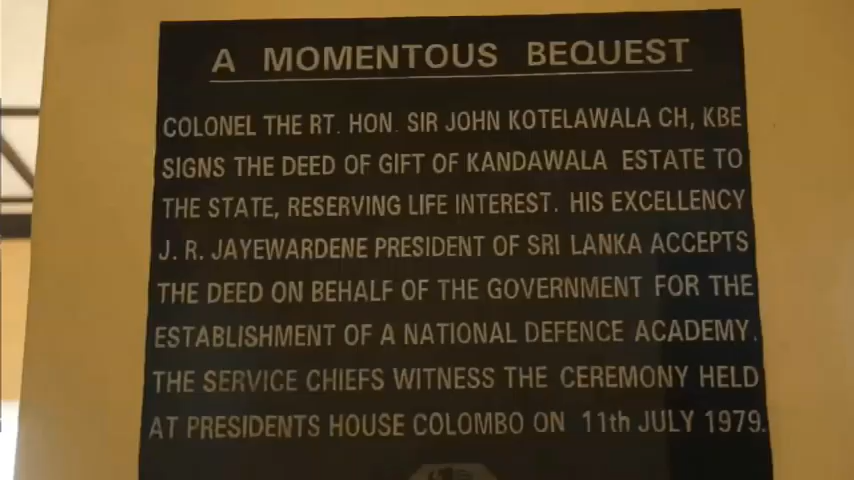 A MOMENTOUS BEQUEST
COLONEL THE RT. HON. SIR JOHN KOTELAWALA CH, KBE
SIGNS THE DEED OF GIFT OF KANDAWALA ESTATE TO
THE STATE, RESERVING LIFE INTEREST. HIS EXCELLENCY
J. R. JAYEWARDENE PRESIDENT OF SRI LANKA ACCEPTS
THE DEED ON BEHALF OF THE GOVERNMENT FOR THE
ESTABLISHMENT OF A NATIONAL DEFENCE ACADEMY.
THE SERVICE CHIEFS WITNESS THE CEREMONY HELD
AT PRESIDENTS HOUSE COLOMBO ON 11th JULY 1979.